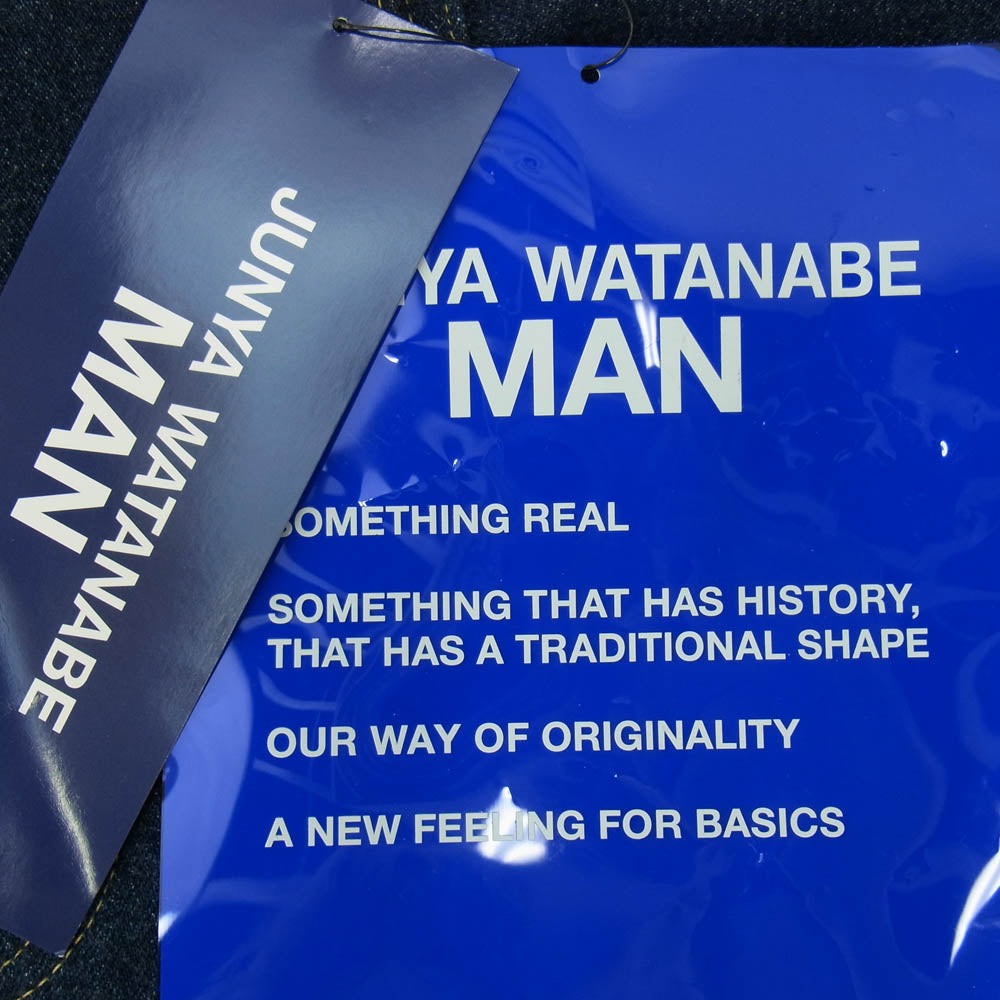 JUNYA WATANABE
MAN
YA WATANABE
MAN
SOMETHING REAL
SOMETHING THAT HAS HISTORY,
THAT HAS A TRADITIONAL SHAPE
OUR WAY OF ORIGINALITY
A NEW FEELING FOR BASICS